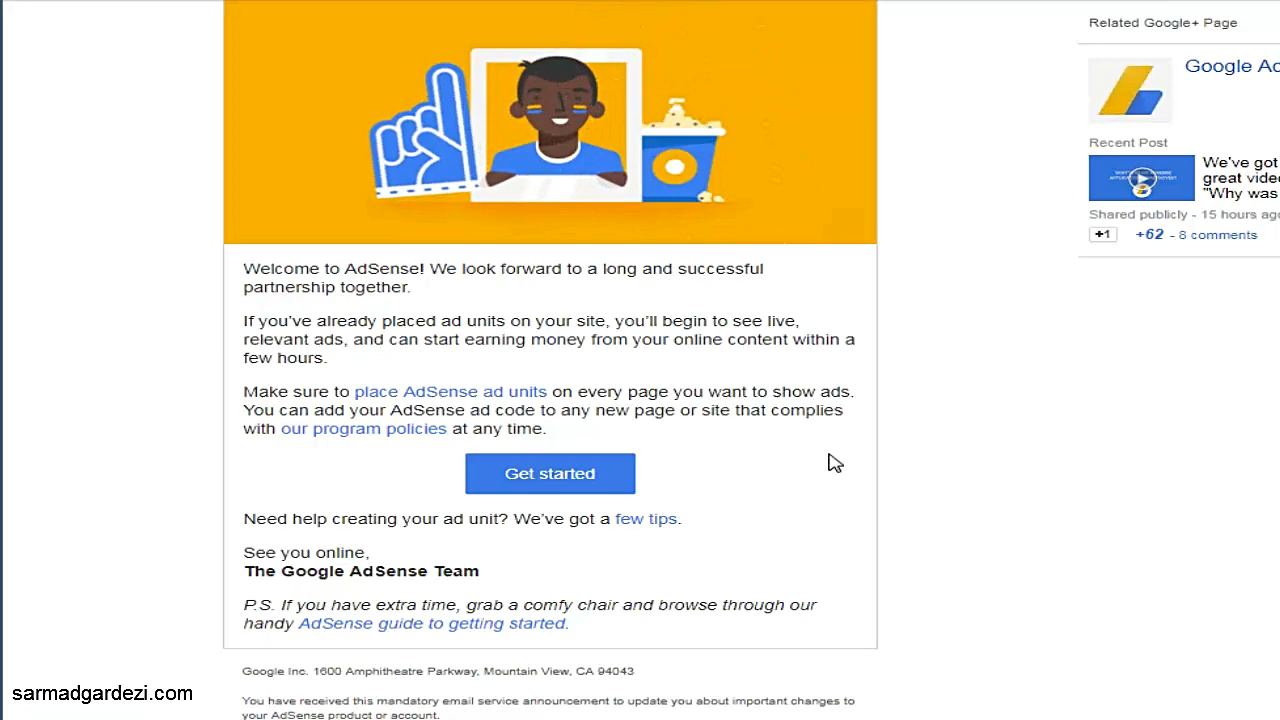 Related Google+ Page
Google Ad
Recent Post
We've got
great video
"Why was
Shared publicly - 15 hours ago
+1 +62 - 8 comments
Welcome to AdSense! We look forward to a long and successful
partnership together.
If you've already placed ad units on your site, you'll begin to see live,
relevant ads, and can start earning money from your online content within a
few hours.
Make sure to place AdSense ad units on every page you want to show ads.
You can add your AdSense ad code to any new page or site that complies
with our program policies at any time.
Get started
Need help creating your ad unit? We've got a few tips.
See you online,
The Google AdSense Team
P.S. If you have extra time, grab a comfy chair and browse through our
handy AdSense guide to getting started.
Google Inc. 1600 Amphitheatre Parkway, Mountain View, CA 94043
You have received this mandatory email service announcement to update you about important changes to
your AdSense product or account.
sarmadgardezi.com